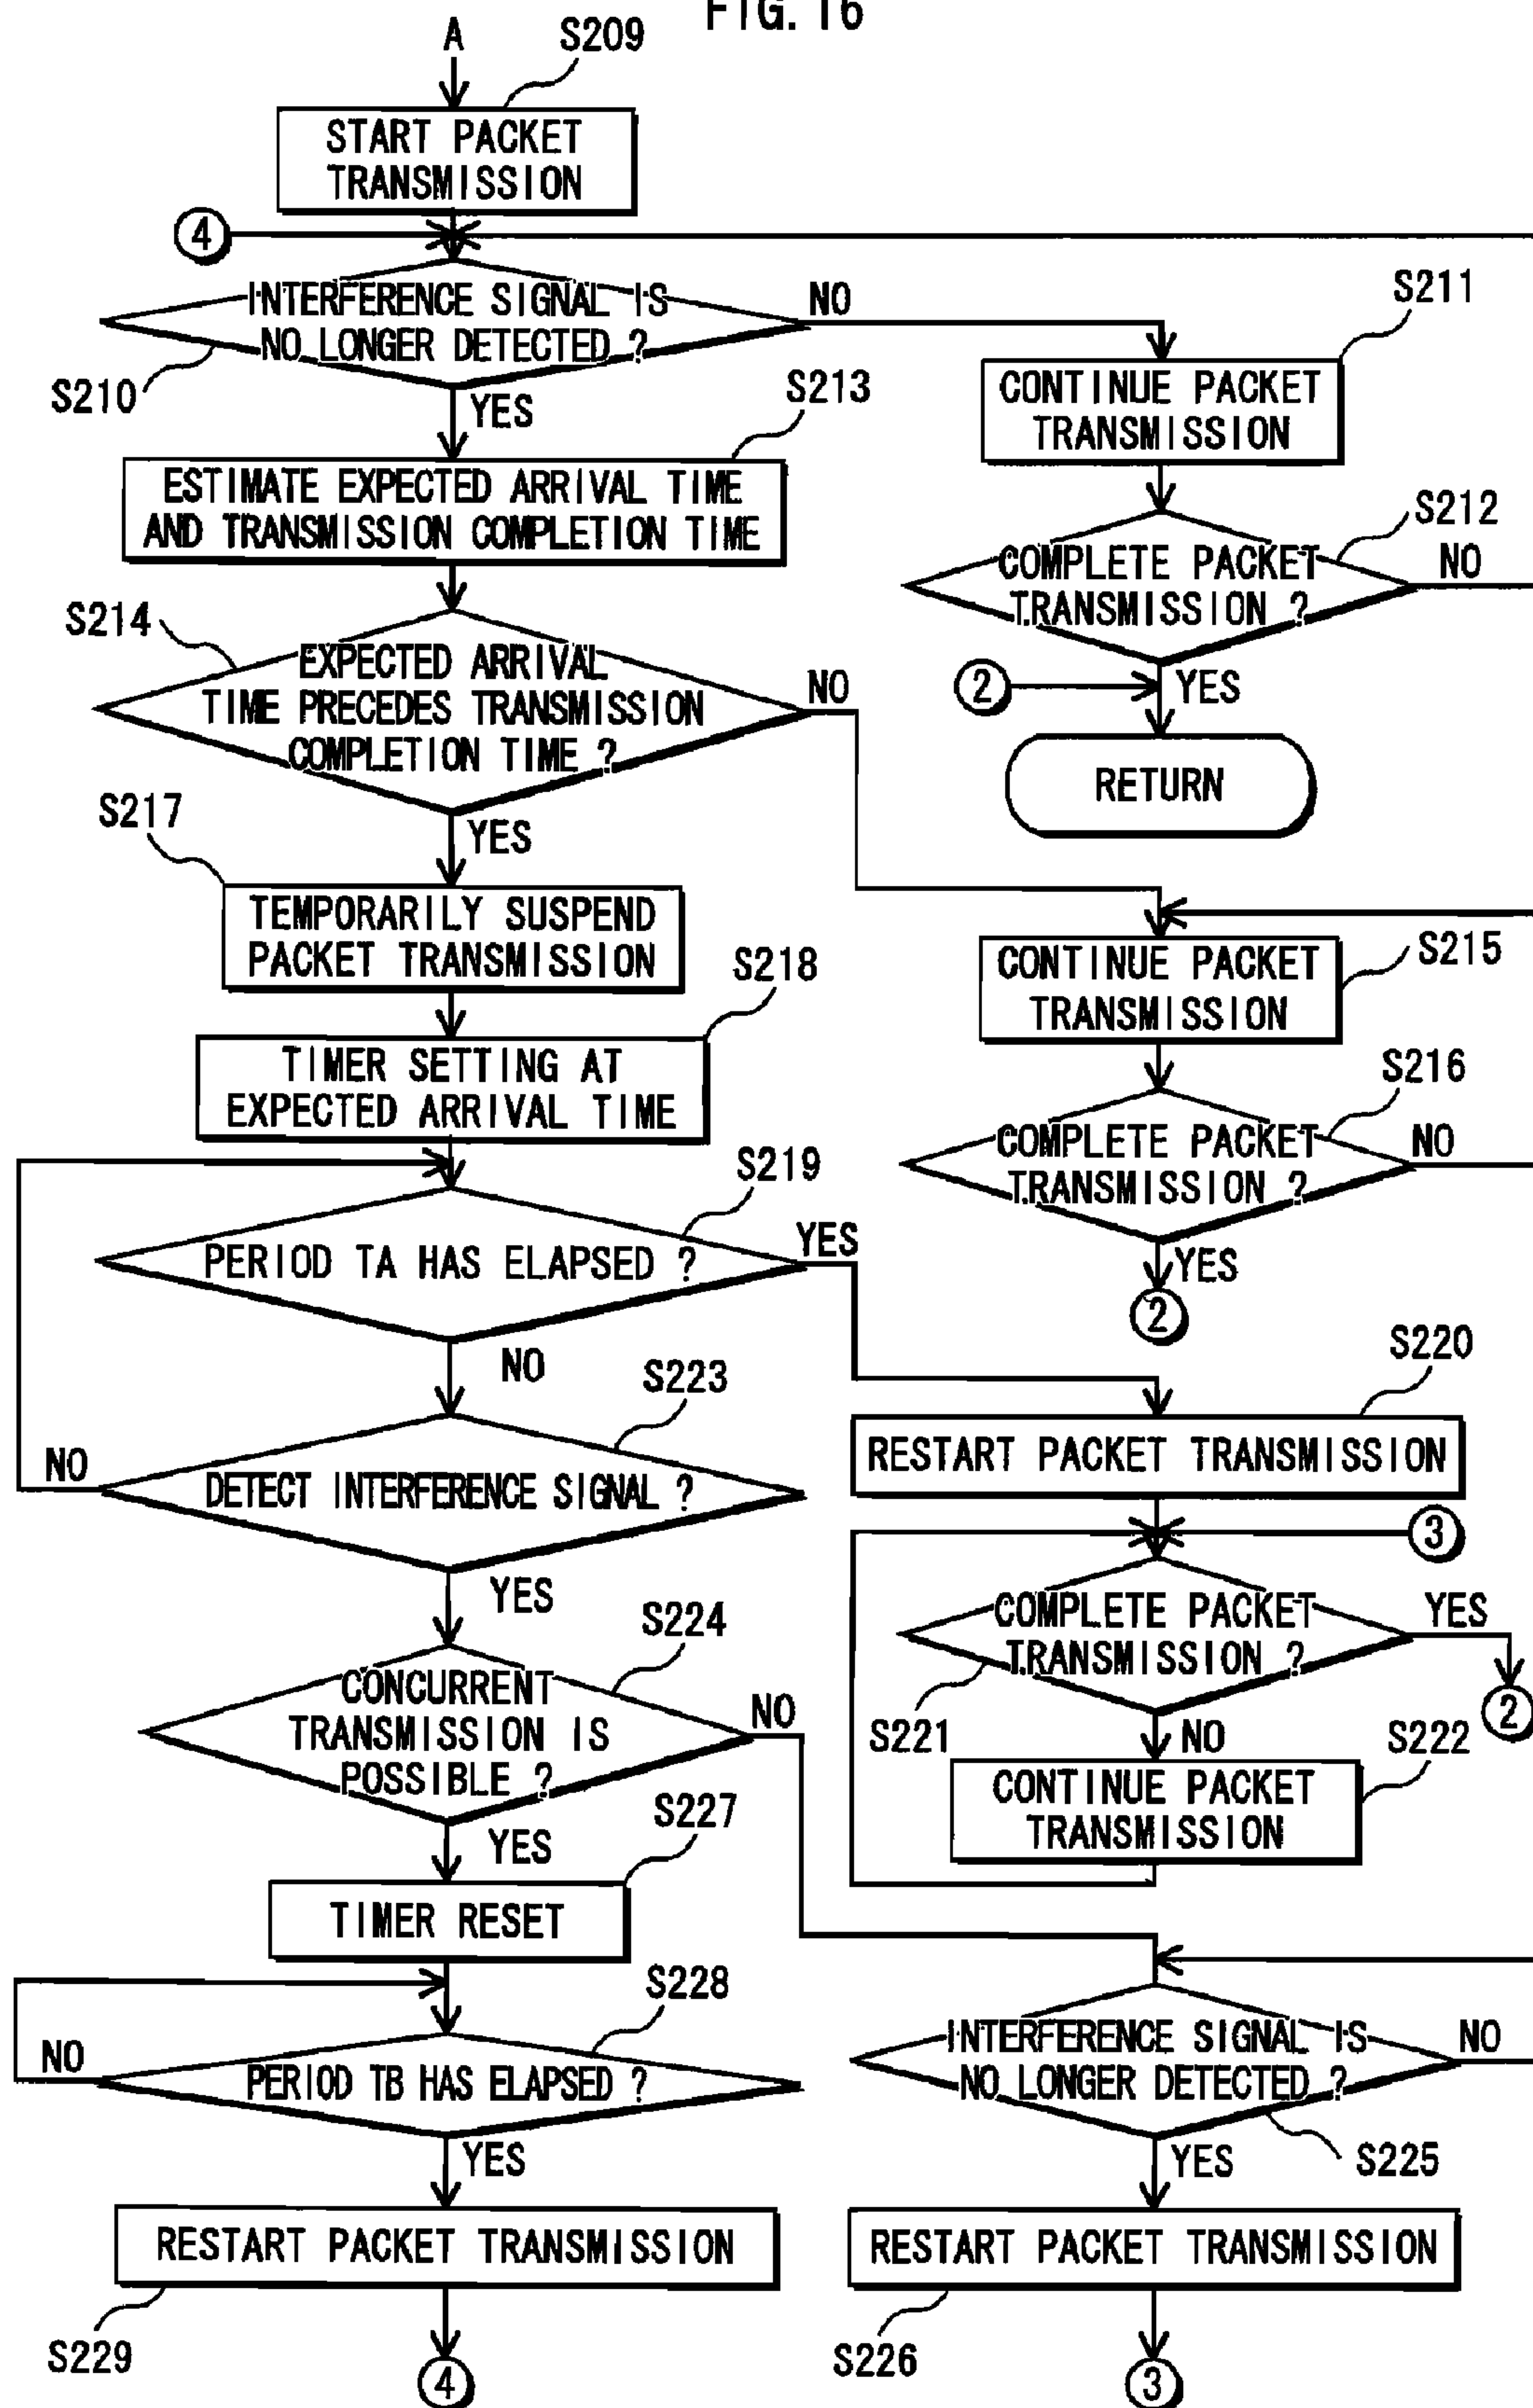 FIG. 16
A
S209
START PACKET
TRANSMISSION
4
INTERFERENCE SIGNAL IS
NO LONGER DETECTED ?
NO
S210
YES
S211
CONTINUE PACKET
TRANSMISSION
S212
COMPLETE PACKET
TRANSMISSION ?
NO
2
YES
RETURN
S213
ESTIMATE EXPECTED ARRIVAL TIME
AND TRANSMISSION COMPLETION TIME
S214
EXPECTED ARRIVAL
TIME PRECEDES TRANSMISSION
COMPLETION TIME ?
NO
YES
S215
CONTINUE PACKET
TRANSMISSION
S216
COMPLETE PACKET
TRANSMISSION ?
NO
YES
2
S217
TEMPORARILY SUSPEND
PACKET TRANSMISSION
S218
TIMER SETTING AT
EXPECTED ARRIVAL TIME
S219
PERIOD TA HAS ELAPSED ?
YES
NO
S220
RESTART PACKET TRANSMISSION
3
COMPLETE PACKET
TRANSMISSION ?
YES
2
S221
NO
S222
CONTINUE PACKET
TRANSMISSION
S223
DETECT INTERFERENCE SIGNAL ?
NO
YES
S224
CONCURRENT
TRANSMISSION IS
POSSIBLE ?
NO
YES
INTERFERENCE SIGNAL IS
NO LONGER DETECTED ?
NO
S225
YES
RESTART PACKET TRANSMISSION
S226
3
S227
TIMER RESET
S228
PERIOD TB HAS ELAPSED ?
NO
YES
RESTART PACKET TRANSMISSION
S229
4